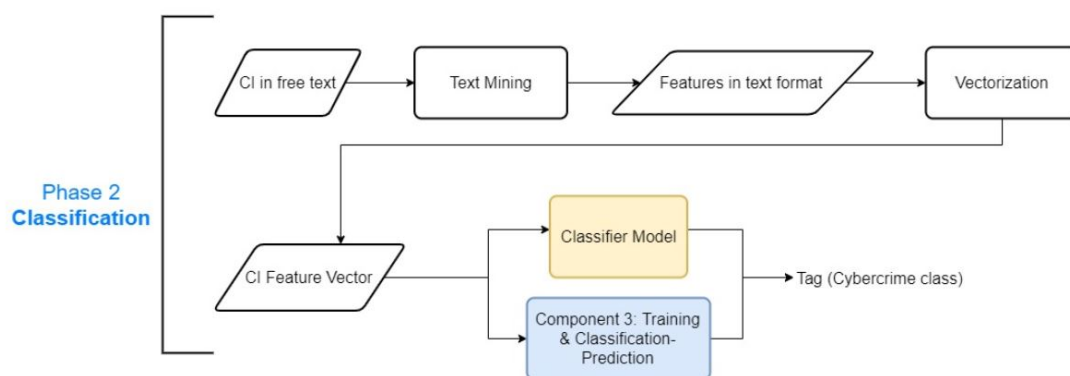 CI in free text
Text Mining
Features in text format
Vectorization
Phase 2
Classification
CI Feature Vector
Classifier Model
Tag (Cybercrime class)
Component 3: Training
& Classification-
Prediction